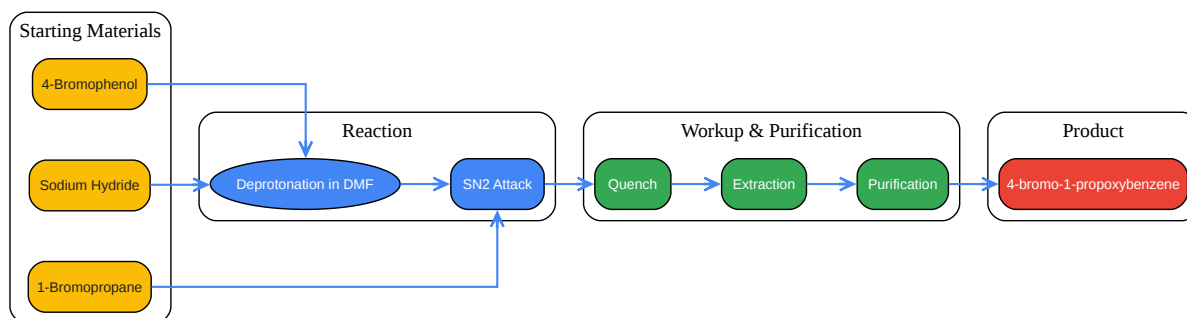 Starting Materials
4-Bromophenol
Sodium Hydride
1-Bromopropane
Reaction
Deprotonation in DMF
SN2 Attack
Workup & Purification
Quench
Extraction
Purification
Product
4-bromo-1-propoxybenzene